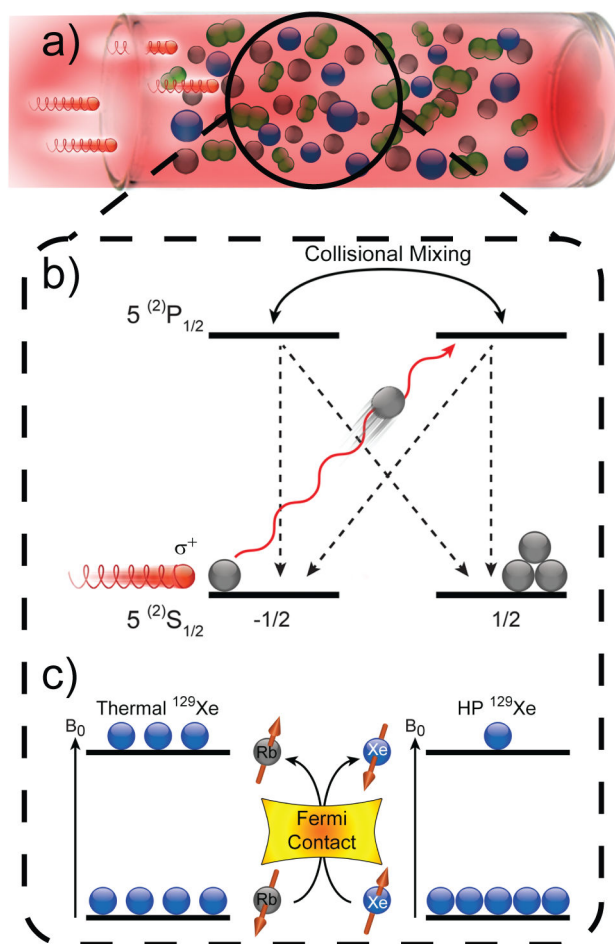 a)
b)
Collisional Mixing
5 ⁽²⁾P₁/₂
σ⁺
5 ⁽²⁾S₁/₂
-1/2
1/2
c)
Thermal ¹²⁹Xe
HP ¹²⁹Xe
B₀
Rb
Xe
B₀
Fermi
Contact
Rb
Xe